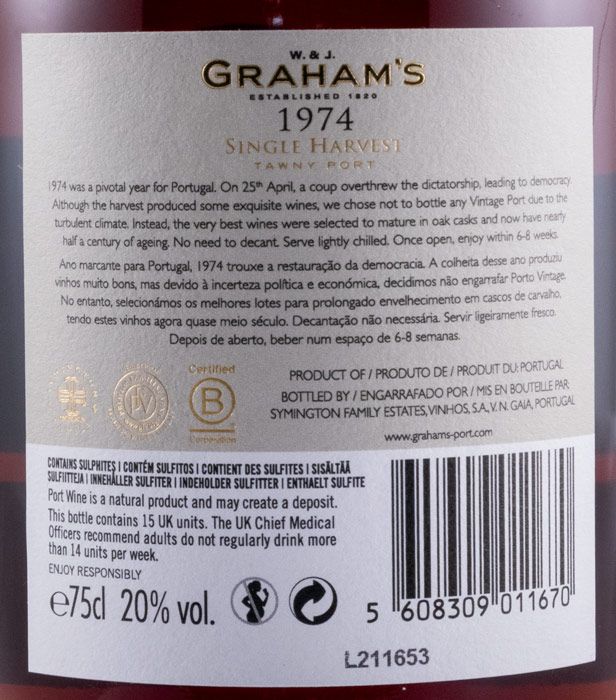 W. & J.
GRAHAM'S
ESTABLISHED 1820
1974
SINGLE HARVEST
TAWNY PORT
1974 was a pivotal year for Portugal. On 25th April, a coup overthrew the dictatorship, leading to democracy.
Although the harvest produced some exquisite wines, we chose not to bottle any Vintage Port due to the
turbulent climate. Instead, the very best wines were selected to mature in oak casks and now have nearly
half a century of ageing. No need to decant. Serve lightly chilled. Once open, enjoy within 6-8 weeks.
Ano marcante para Portugal, 1974 trouxe a restauração da democracia. A colheita desse ano produziu
vinhos muito bons, mas devido à incerteza política e económica, decidimos não engarrafar Porto Vintage.
No entanto, selecionámos os melhores lotes para prolongado envelhecimento em cascos de carvalho,
tendo estes vinhos agora quase meio século. Decantação não necessária. Servir ligeiramente fresco.
Depois de aberto, beber num espaço de 6-8 semanas.
Certified
B
Corporation
PRODUCT OF / PRODUTO DE / PRODUIT DU: PORTUGAL
BOTTLED BY / ENGARRAFADO POR / MIS EN BOUTEILLE PAR:
SYMINGTON FAMILY ESTATES, VINHOS, S.A., V. N. GAIA, PORTUGAL
www.grahams-port.com
CONTAINS SULPHITES | CONTÉM SULFITOS | CONTIENT DES SULFITES | SISÄLTÄÄ
SULFIITTEJA | INNEHÅLLER SULFITER | INDEHOLDER SULFITTER | ENTHAELT SULFITE
Port Wine is a natural product and may create a deposit.
This bottle contains 15 UK units. The UK Chief Medical
Officers recommend adults do not regularly drink more
than 14 units per week.
ENJOY RESPONSIBLY
e75cl 20% vol.
5 608309 011670
L211653